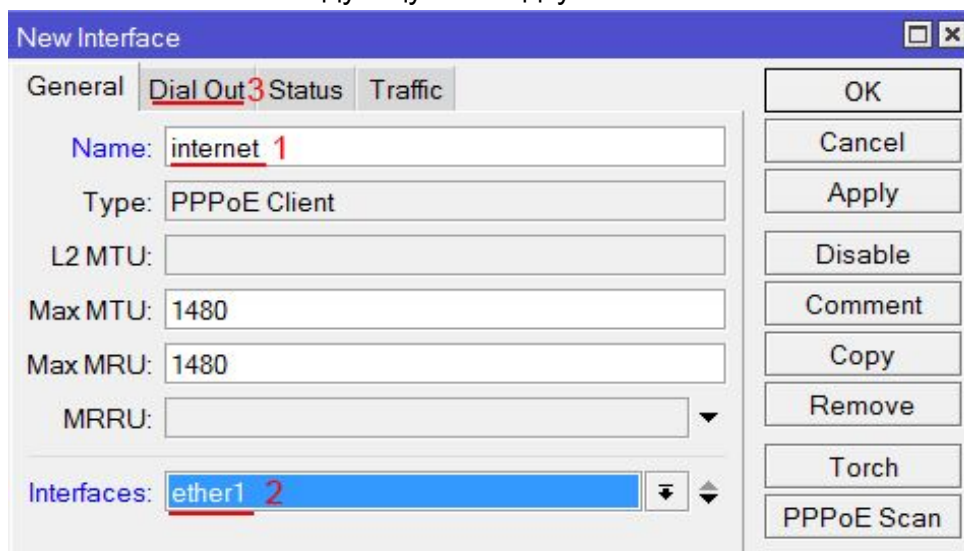 New Interface
General Dial Out 3 Status Traffic
OK
Name: internet 1
Cancel
Type: PPPoE Client
Apply
L2 MTU:
Disable
Max MTU: 1480
Comment
Max MRU: 1480
Copy
MRRU:
Remove
Torch
Interfaces: ether1 2
PPPoE Scan